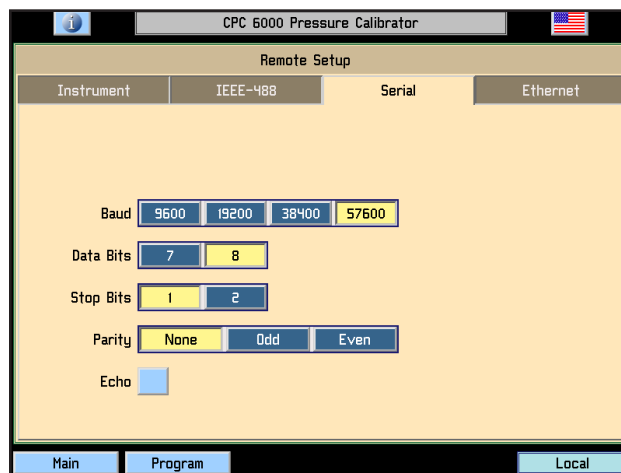 i CPC 6000 Pressure Calibrator
Remote Setup
Instrument IEEE-488 Serial Ethernet
Baud 9600 19200 38400 57600
Data Bits 7 8
Stop Bits 1 2
Parity None Odd Even
Echo
Main Program Local